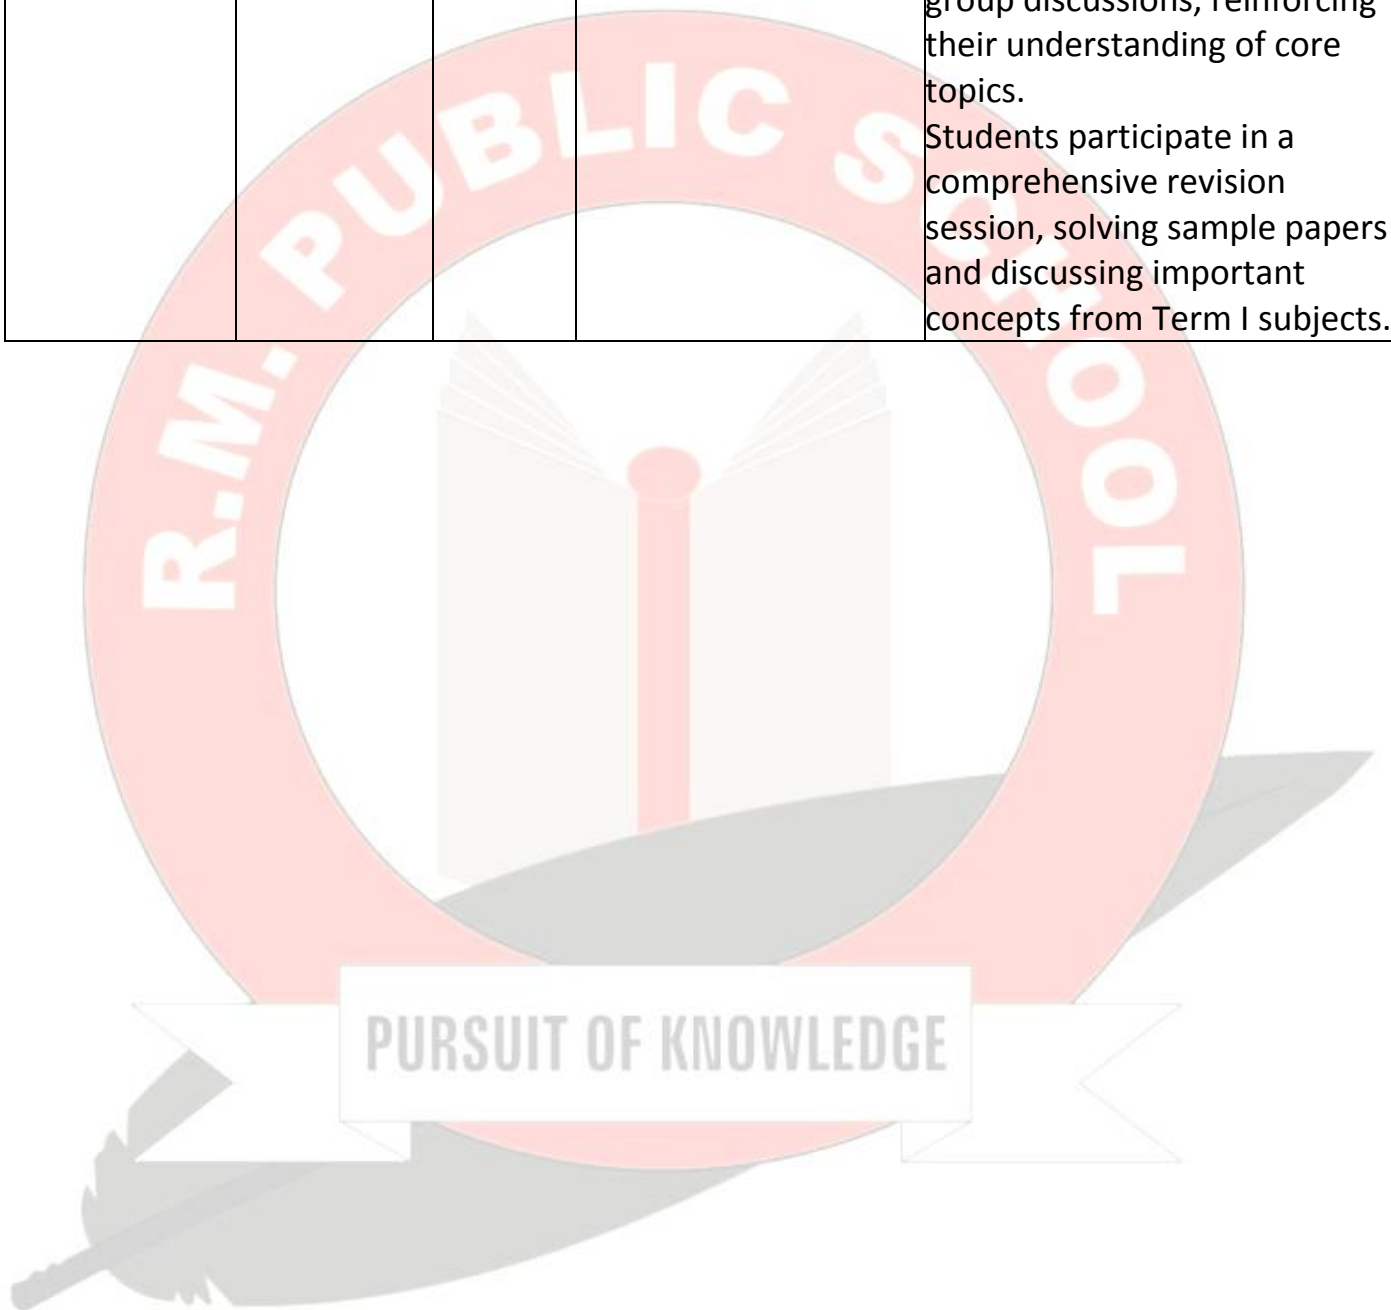 group discussions, reinforcing
their understanding of core
topics.
Students participate in a
comprehensive revision
session, solving sample papers
and discussing important
concepts from Term I subjects.
R.M. PUBLIC SCHOOL
PURSUIT OF KNOWLEDGE